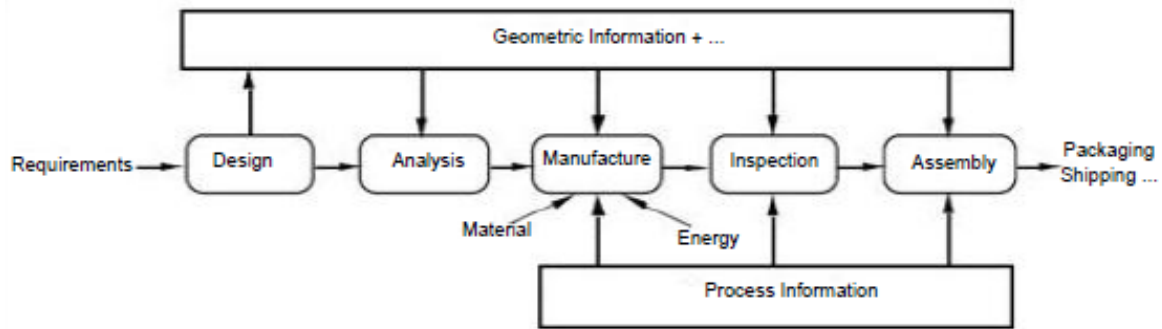 Geometric Information + ...
Requirements
Design
Analysis
Manufacture
Inspection
Assembly
Packaging
Shipping ...
Material
Energy
Process Information